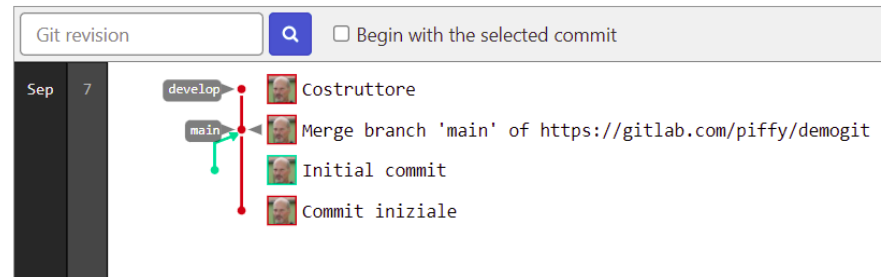 Git revision
Begin with the selected commit
Sep 7 develop Costruttore
main Merge branch 'main' of https://gitlab.com/piffy/demogit
Initial commit
Commit iniziale